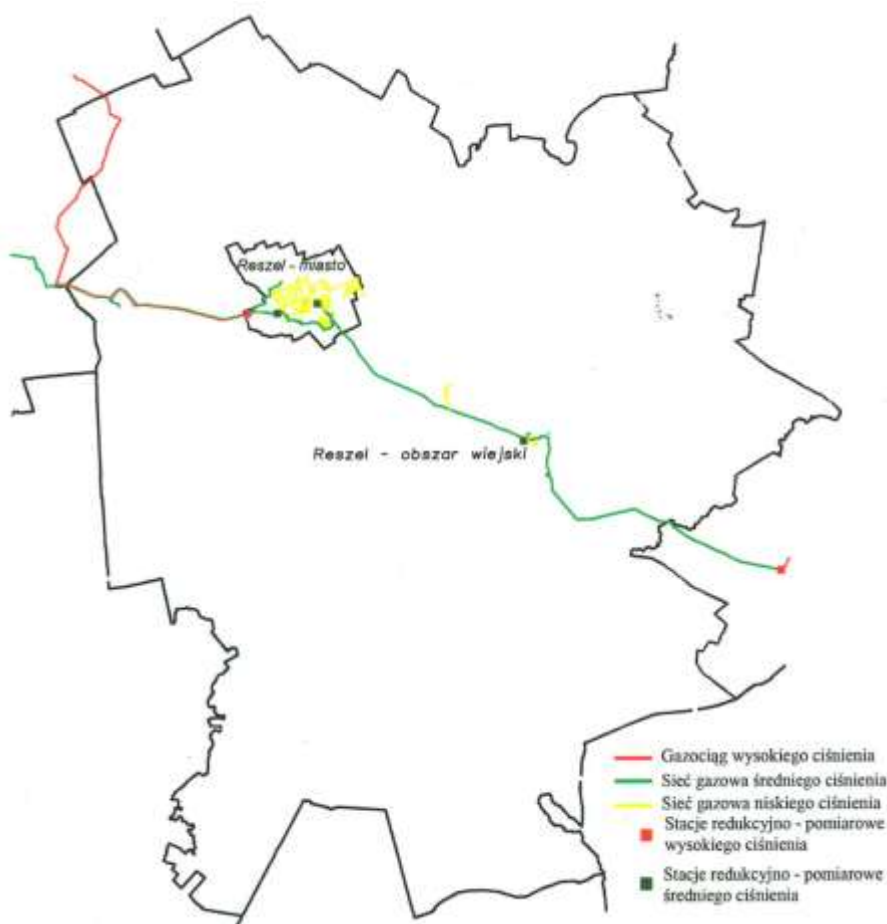 Reszel - miasto
Reszel - obszar wiejski
Gazociąg wysokiego ciśnienia
Sieć gazowa średniego ciśnienia
Sieć gazowa niskiego ciśnienia
Stacje redukcyjno - pomiarowe
wysokiego ciśnienia
Stacje redukcyjno - pomiarowe
średniego ciśnienia